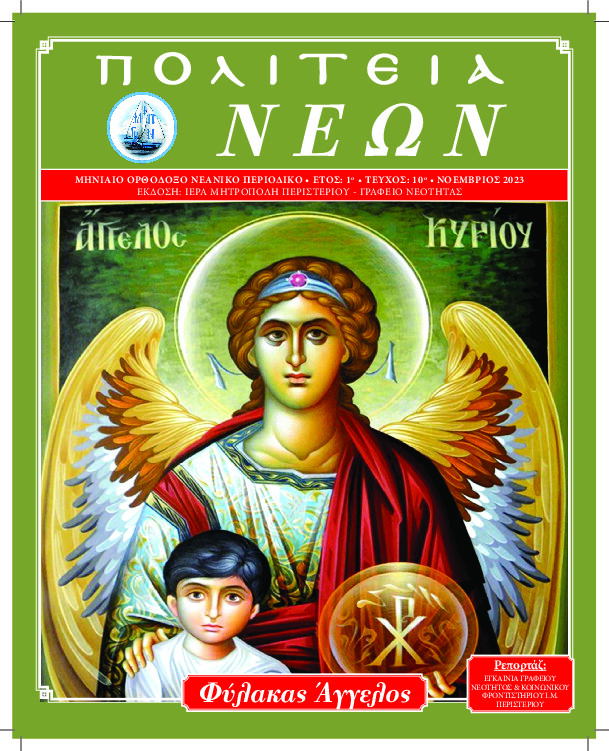 ΠΟΛΙΤΕΙΑ
ΝΕΩΝ
ΜΗΝΙΑΙΟ ΟΡΘΟΔΟΞΟ ΝΕΑΝΙΚΟ ΠΕΡΙΟΔΙΚΟ • ΕΤΟΣ: 1ο • ΤΕΥΧΟΣ: 10ο • ΝΟΕΜΒΡΙΟΣ 2023
ΕΚΔΟΣΗ: ΙΕΡΑ ΜΗΤΡΟΠΟΛΗ ΠΕΡΙΣΤΕΡΙΟΥ - ΓΡΑΦΕΙΟ ΝΕΟΤΗΤΑΣ
ἌΓΓΕΛΟΣ ΚΥΡΙΟΥ
Ρεπορτάζ:
ΕΓΚΑΙΝΙΑ ΓΡΑΦΕΙΟΥ
ΝΕΟΤΗΤΟΣ & ΚΟΙΝΩΝΙΚΟΥ
ΦΡΟΝΤΙΣΤΗΡΙΟΥ Ι.Μ.
ΠΕΡΙΣΤΕΡΙΟΥ
Φύλακας Άγγελος